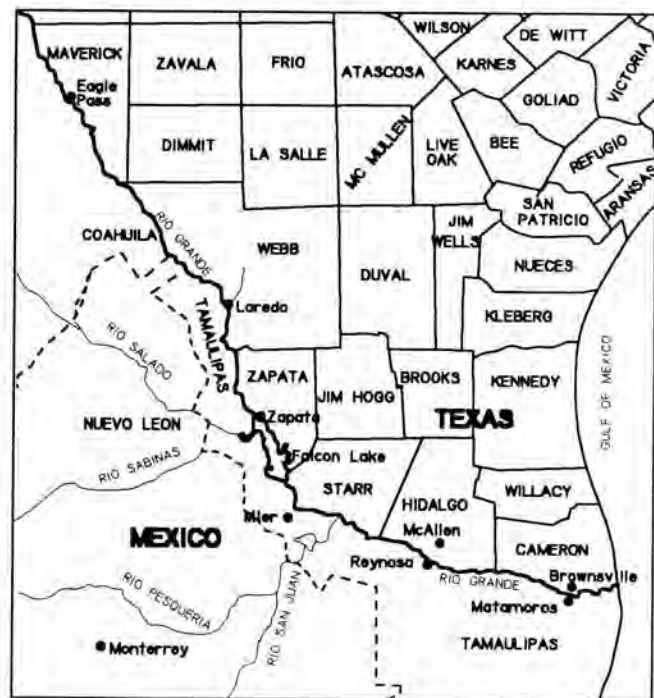 WILSON
DE WITT
MAVERICK
ZAVALA
FRIO
ATASCOSA
KARNES
VICTORIA
Eagle
Pass
GOLIAD
DIMMIT
LA SALLE
MC MULLEN
LIVE
OAK
BEE
REFUGIO
ARANSAS
SAN
PATRICIO
COAHUILA
RIO GRANDE
WEBB
JIM
WELLS
DUVAL
NUECES
Laredo
TAMAULIPAS
KLEBERG
RIO SALADO
ZAPATA
JIM HOGG
BROOKS
KENNEDY
GULF OF MEXICO
Zapata
TEXAS
NUEVO LEON
Falcon Lake
RIO SABINAS
STARR
HIDALGO
WILLACY
Mier
McAllen
MEXICO
CAMERON
Reynosa
RIO GRANDE
Brownsville
RIO PESQUERIA
RIO SAN JUAN
Matamoros
Monterrey
TAMAULIPAS